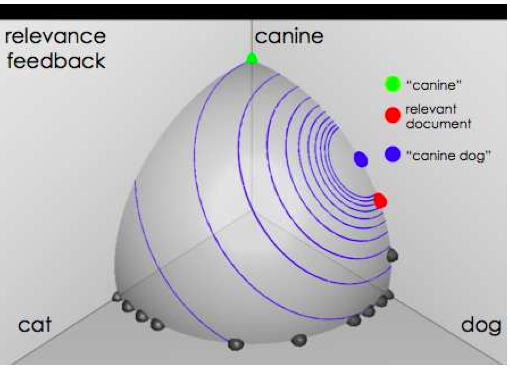 relevance
feedback
canine
"canine"
relevant
document
"canine dog"
cat
dog